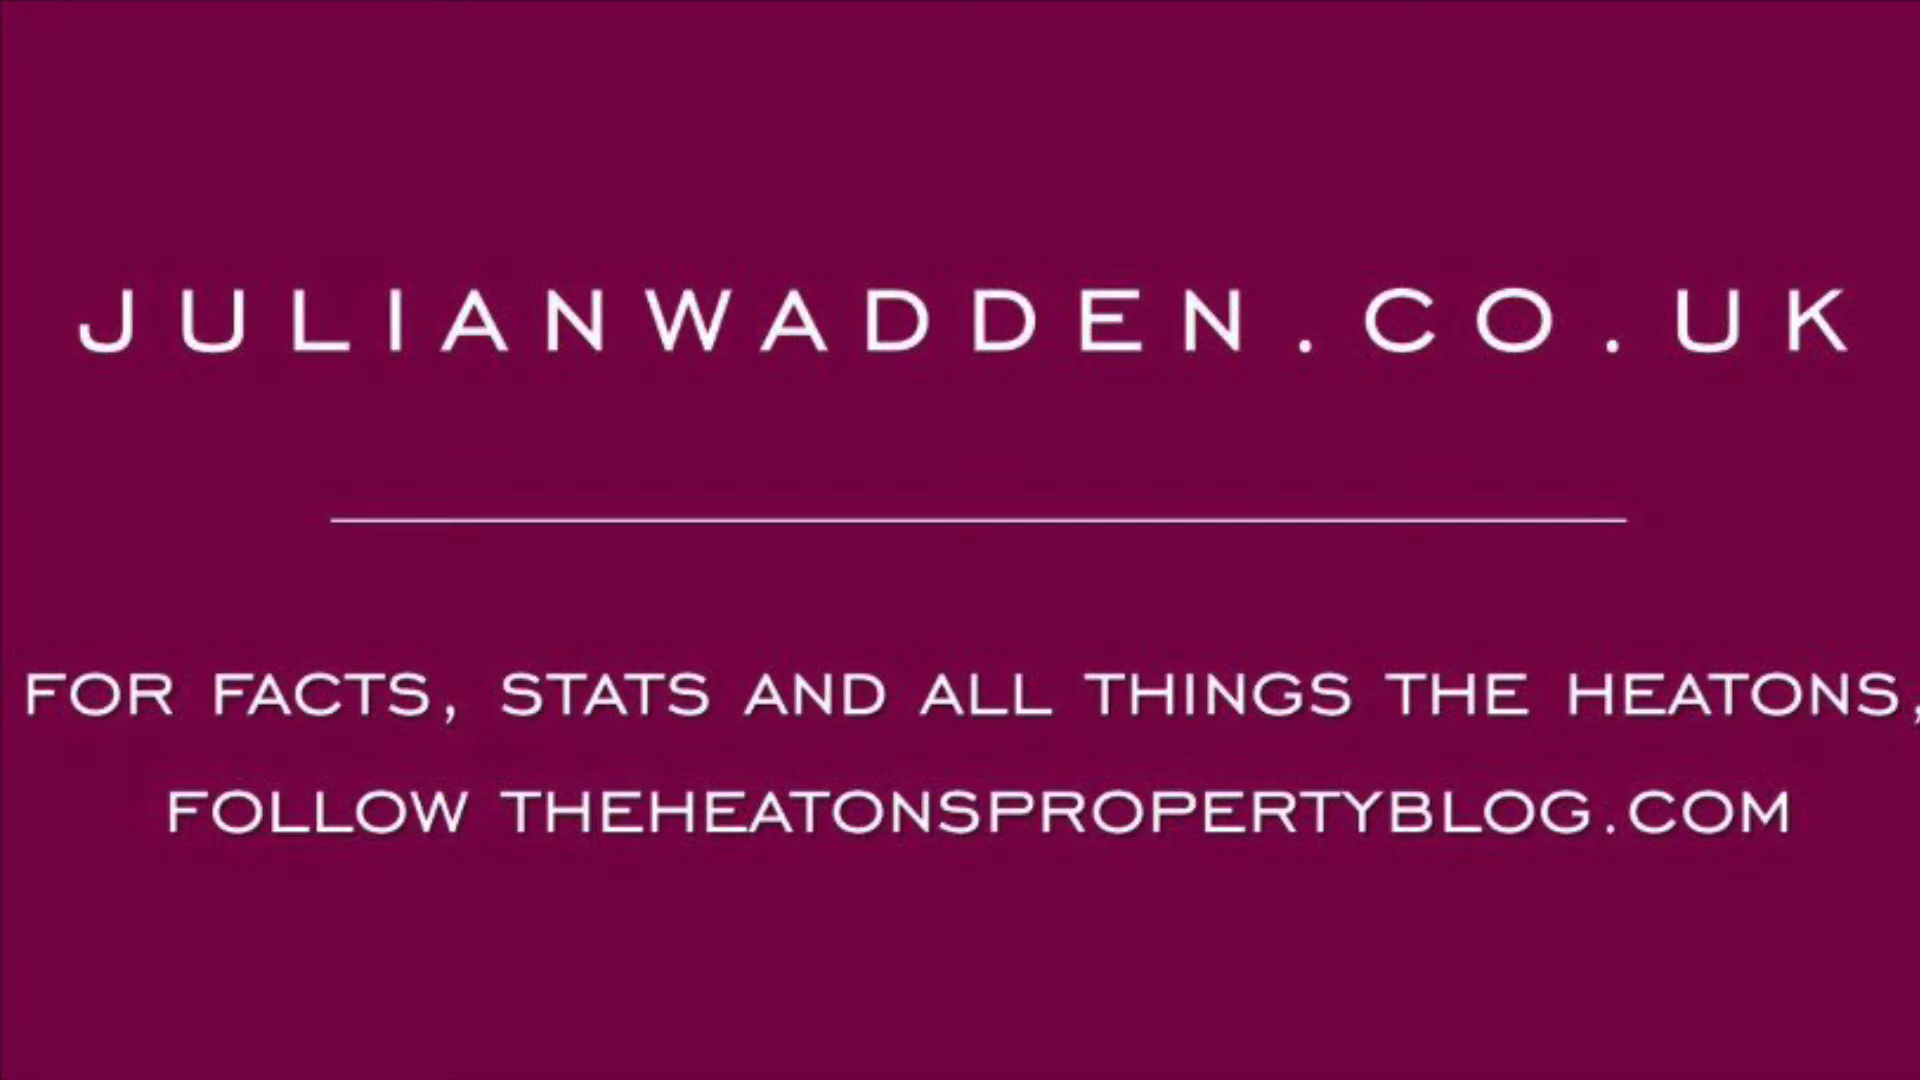 JULIANWADDEN.CO.UK
FOR FACTS, STATS AND ALL THINGS THE HEATONS,
FOLLOW THEHEATONSPROPERTYBLOG.COM